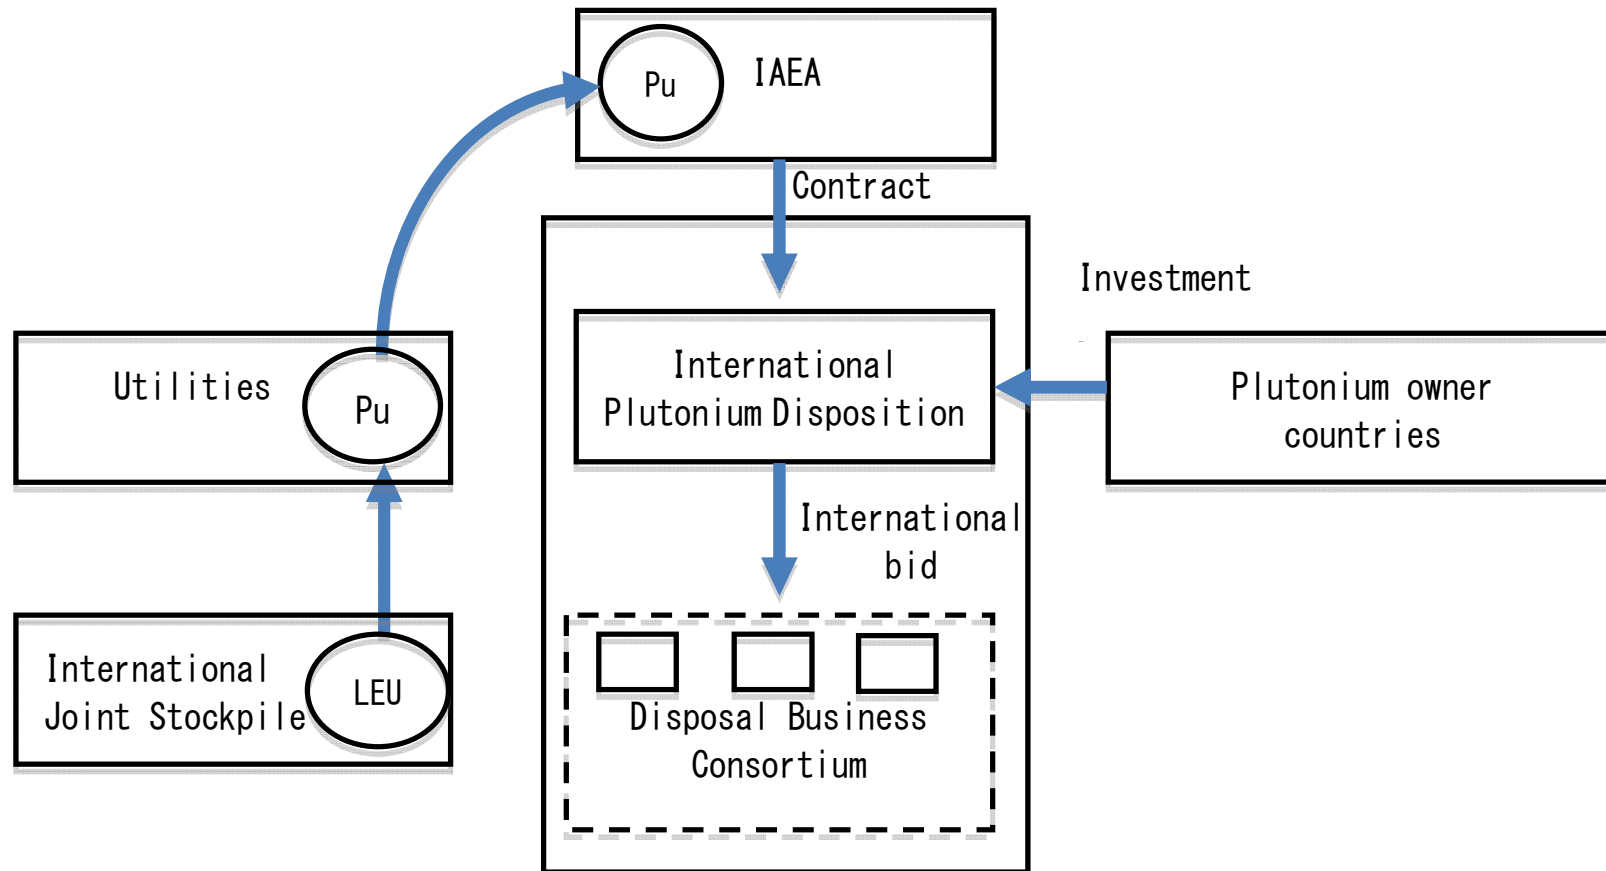 Pu
IAEA
Contract
Investment
Utilities
Pu
International
Plutonium Disposition
Plutonium owner
countries
International
bid
International
Joint Stockpile
LEU
Disposal Business
Consortium